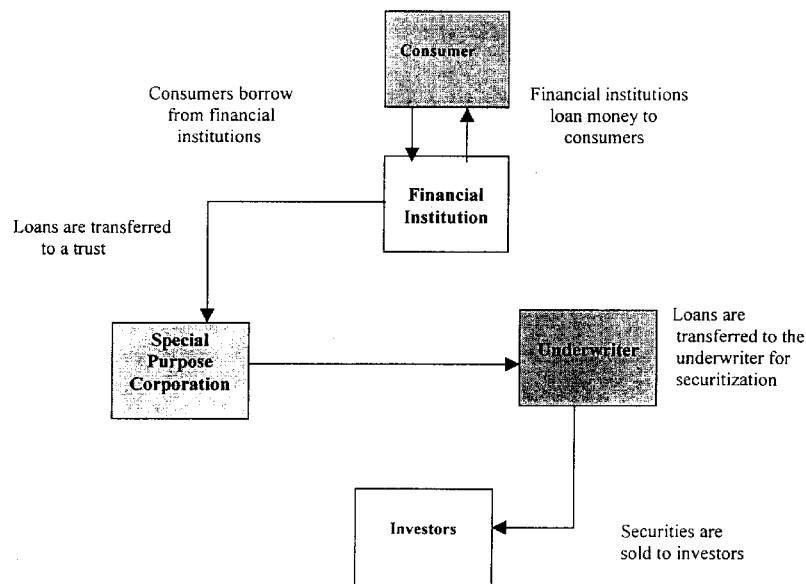 Consumer
Consumers borrow
from financial
institutions
Financial institutions
loan money to
consumers
Financial
Institution
Loans are transferred
to a trust
Special
Purpose
Corporation
Underwriter
Loans are
transferred to the
underwriter for
securitization
Investors
Securities are
sold to investors